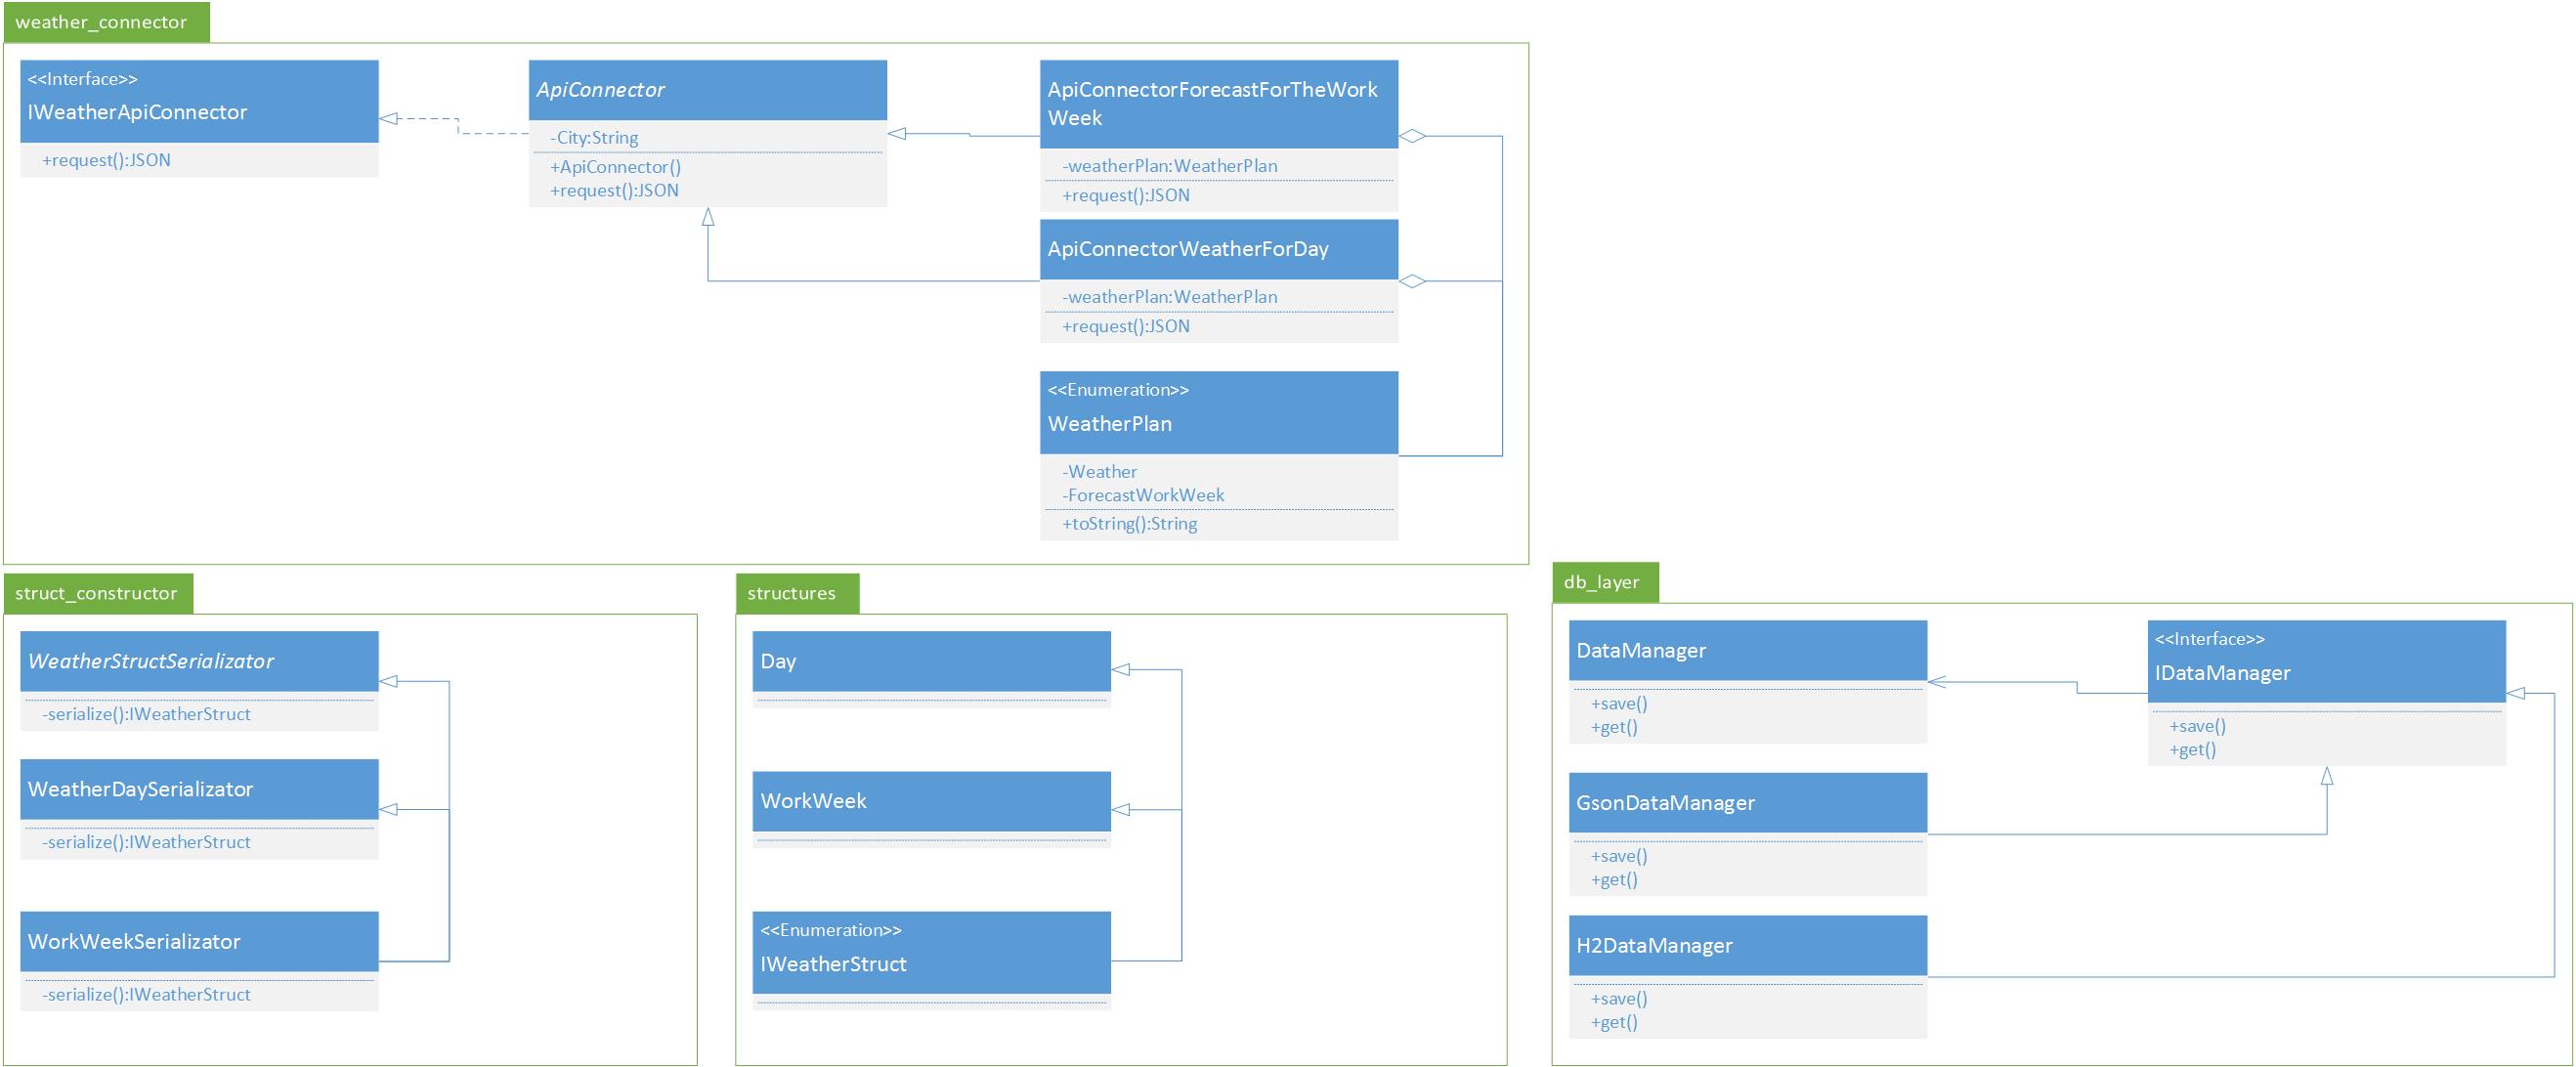 weather_connector
<<Interface>>
IWeatherApiConnector
+request():JSON
ApiConnector
-City:String
+ApiConnector()
+request():JSON
ApiConnectorForecastForTheWork
Week
-weatherPlan:WeatherPlan
+request():JSON
ApiConnectorWeatherForDay
-weatherPlan:WeatherPlan
+request():JSON
<<Enumeration>>
WeatherPlan
-Weather
-ForecastWorkWeek
+toString():String
struct_constructor
WeatherStructSerializator
-serialize():IWeatherStruct
WeatherDaySerializator
-serialize():IWeatherStruct
WorkWeekSerializator
-serialize():IWeatherStruct
structures
Day
WorkWeek
<<Enumeration>>
IWeatherStruct
db_layer
DataManager
+save()
+get()
<<Interface>>
IDataManager
+save()
+get()
GsonDataManager
+save()
+get()
H2DataManager
+save()
+get()